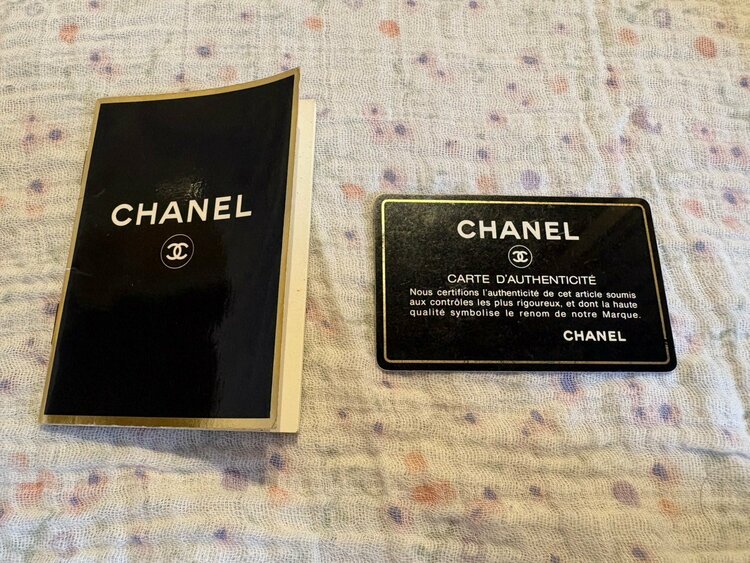 CHANEL
CHANEL
CARTE D'AUTHENTICITÉ
Nous certifions l'authenticité de cet article soumis
aux contrôles les plus rigoureux, et dont la haute
qualité symbolise le renom de notre Marque.
CHANEL